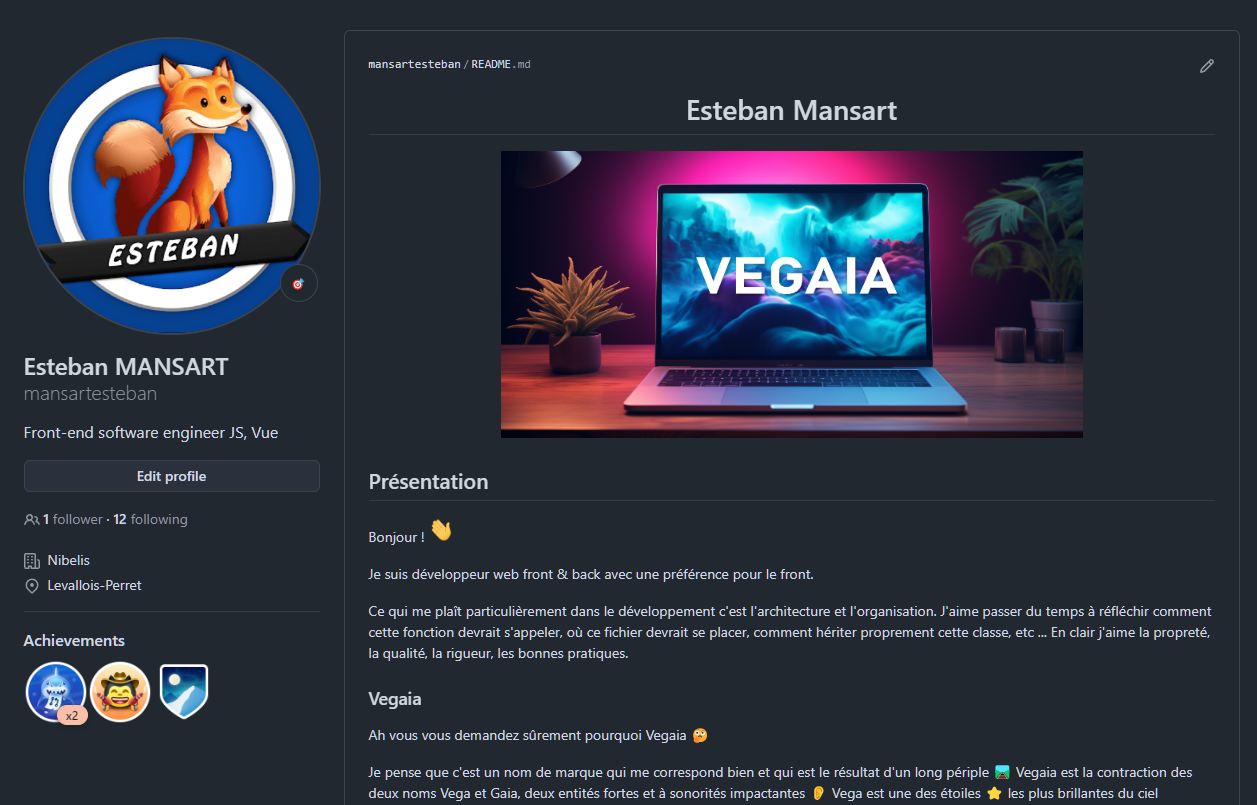 ESTEBAN
Esteban MANSART
mansartesteban
Front-end software engineer JS, Vue
Edit profile
1 follower · 12 following
Nibelis
Levallois-Perret
Achievements
x2
mansartesteban/README.md
Esteban Mansart
VEGAIA
Présentation
Bonjour !
Je suis développeur web front & back avec une préférence pour le front.
Ce qui me plaît particulièrement dans le développement c'est l'architecture et l'organisation. J'aime passer du temps à réfléchir comment
cette fonction devrait s'appeler, où ce fichier devrait se placer, comment hériter proprement cette classe, etc ... En clair j'aime la propreté,
la qualité, la rigueur, les bonnes pratiques.
Vegaia
Ah vous vous demandez sûrement pourquoi Vegaia
Je pense que c'est un nom de marque qui me correspond bien et qui est le résultat d'un long périple Vegaia est la contraction des
deux noms Vega et Gaia, deux entités fortes et à sonorités impactantes Vega est une des étoiles les plus brillantes du ciel